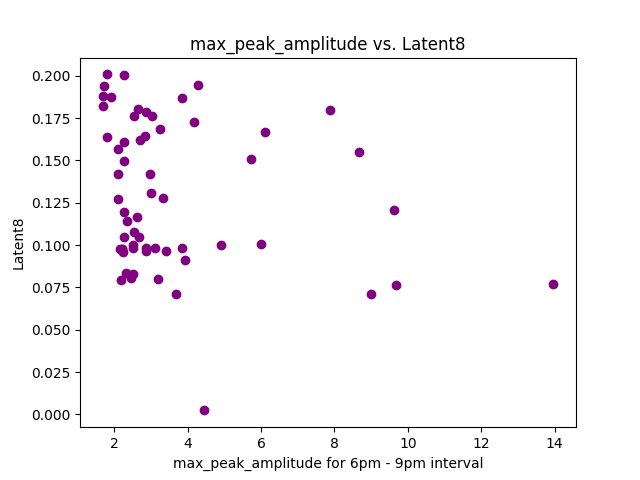 max_peak_amplitude vs. Latent8
0.200
0.175
0.150
0.125
0.100
0.075
0.050
0.025
0.000
Latent8
2 4 6 8 10 12 14
max_peak_amplitude for 6pm - 9pm interval